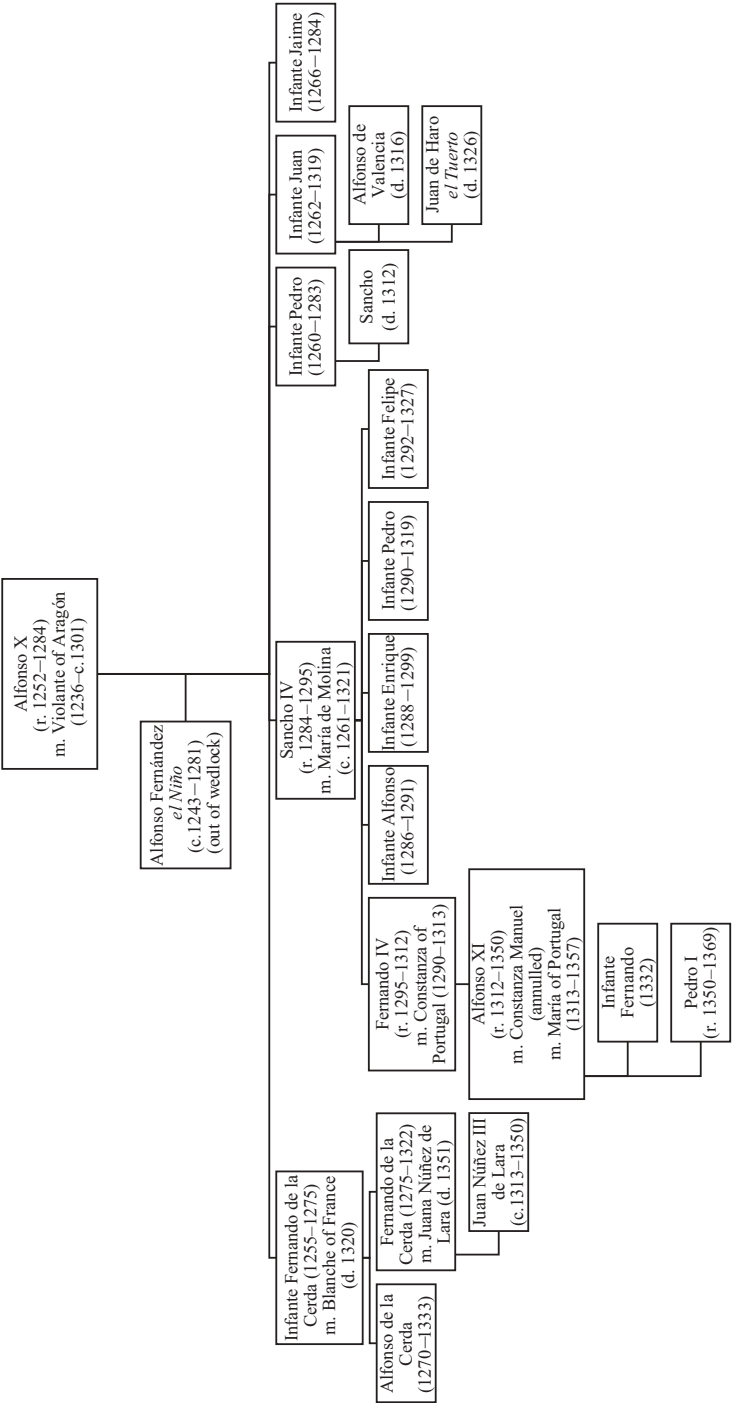 Alfonso X
(r. 1252–1284)
m. Violante of Aragón
(1236–c.1301)
Alfonso Fernández
el Niño
(c.1243–1281)
(out of wedlock)
Infante Fernando de la
Cerda (1255–1275)
m. Blanche of France
(d. 1320)
Sancho IV
(r. 1284–1295)
m. María de Molina
(c. 1261–1321)
Infante Pedro
(1260–1283)
Infante Juan
(1262–1319)
Infante Jaime
(1266–1284)
Alfonso de la
Cerda
(1270–1333)
Fernando de la
Cerda (1275–1322)
m. Juana Núñez de
Lara (d. 1351)
Juan Núñez III
de Lara
(c.1313–1350)
Fernando IV
(r. 1295–1312)
m. Constanza of
Portugal (1290–1313)
Infante Alfonso
(1286–1291)
Infante Enrique
(1288–1299)
Infante Pedro
(1290–1319)
Infante Felipe
(1292–1327)
Sancho
(d. 1312)
Alfonso de
Valencia
(d. 1316)
Juan de Haro
el Tuerto
(d. 1326)
Alfonso XI
(r. 1312–1350)
m. Constanza Manuel
(annulled)
m. María of Portugal
(1313–1357)
Infante
Fernando
(1332)
Pedro I
(r. 1350–1369)